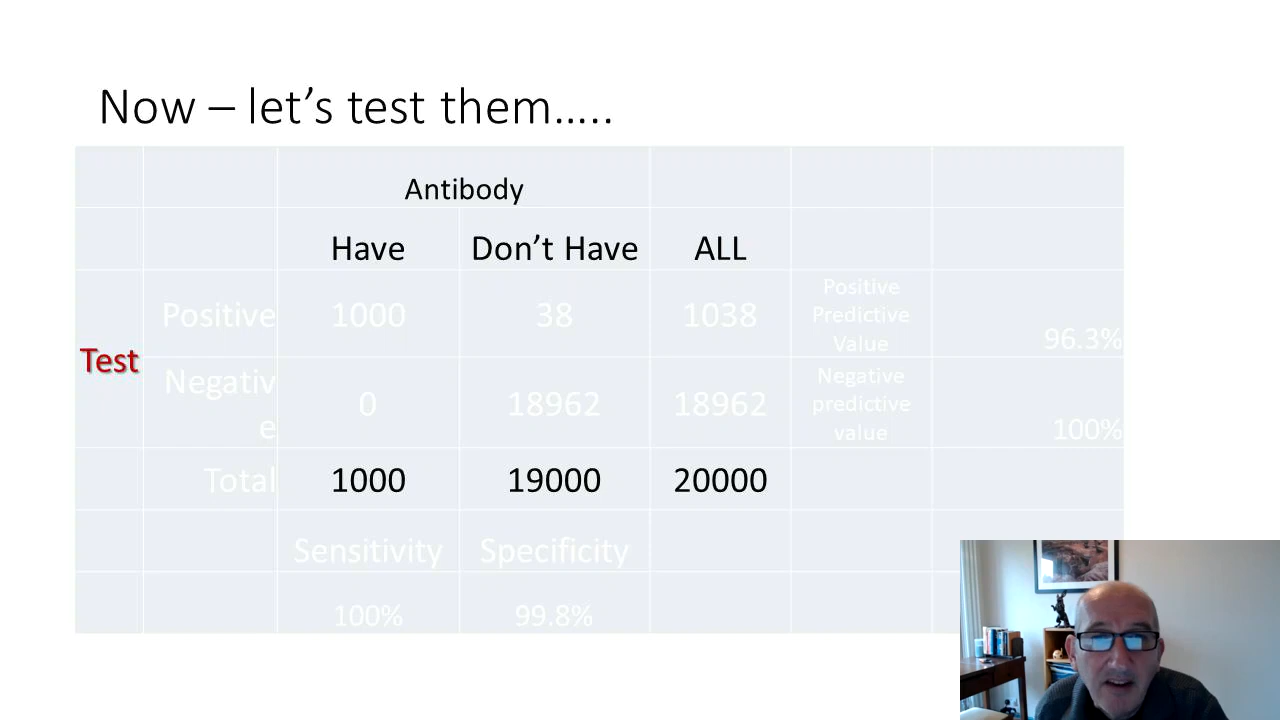 Now – let’s test them…..
Antibody
Have Don’t Have ALL
Test
Positive 1000 38 1038
Positive
Predictive
Value
96.3%
Negativ
e
0 18962 18962
Negative
predictive
value
100%
Total 1000 19000 20000
Sensitivity Specificity
100% 99.8%